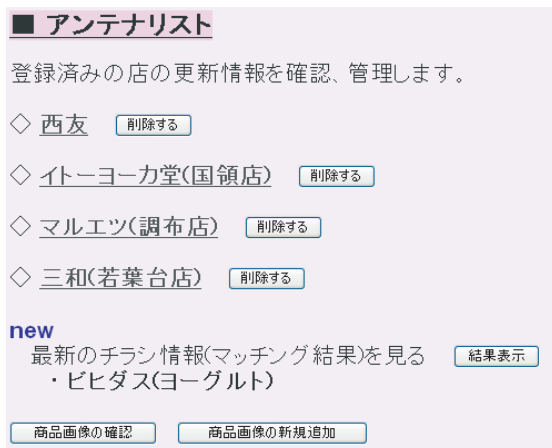 ■ アンテナリスト
登録済みの店の更新情報を確認、管理します。
◇ 西友 削除する
◇ イトーヨーカ堂(国領店) 削除する
◇ マルエツ(調布店) 削除する
◇ 三和(若葉台店) 削除する
new
最新のチラシ情報(マッチング結果)を見る 結果表示
・ビヒダス(ヨーグルト)
商品画像の確認 商品画像の新規追加